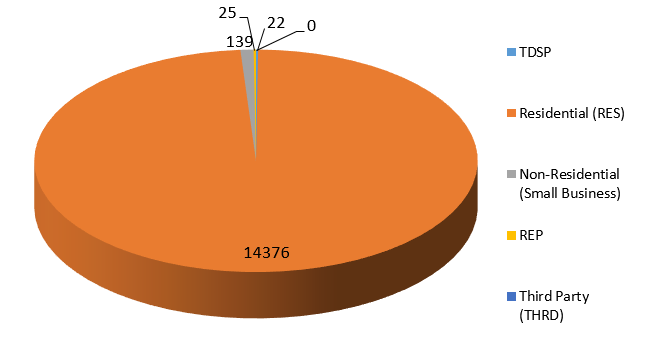 25
22
0
139
14376
TDSP
Residential (RES)
Non-Residential
(Small Business)
REP
Third Party
(THRD)